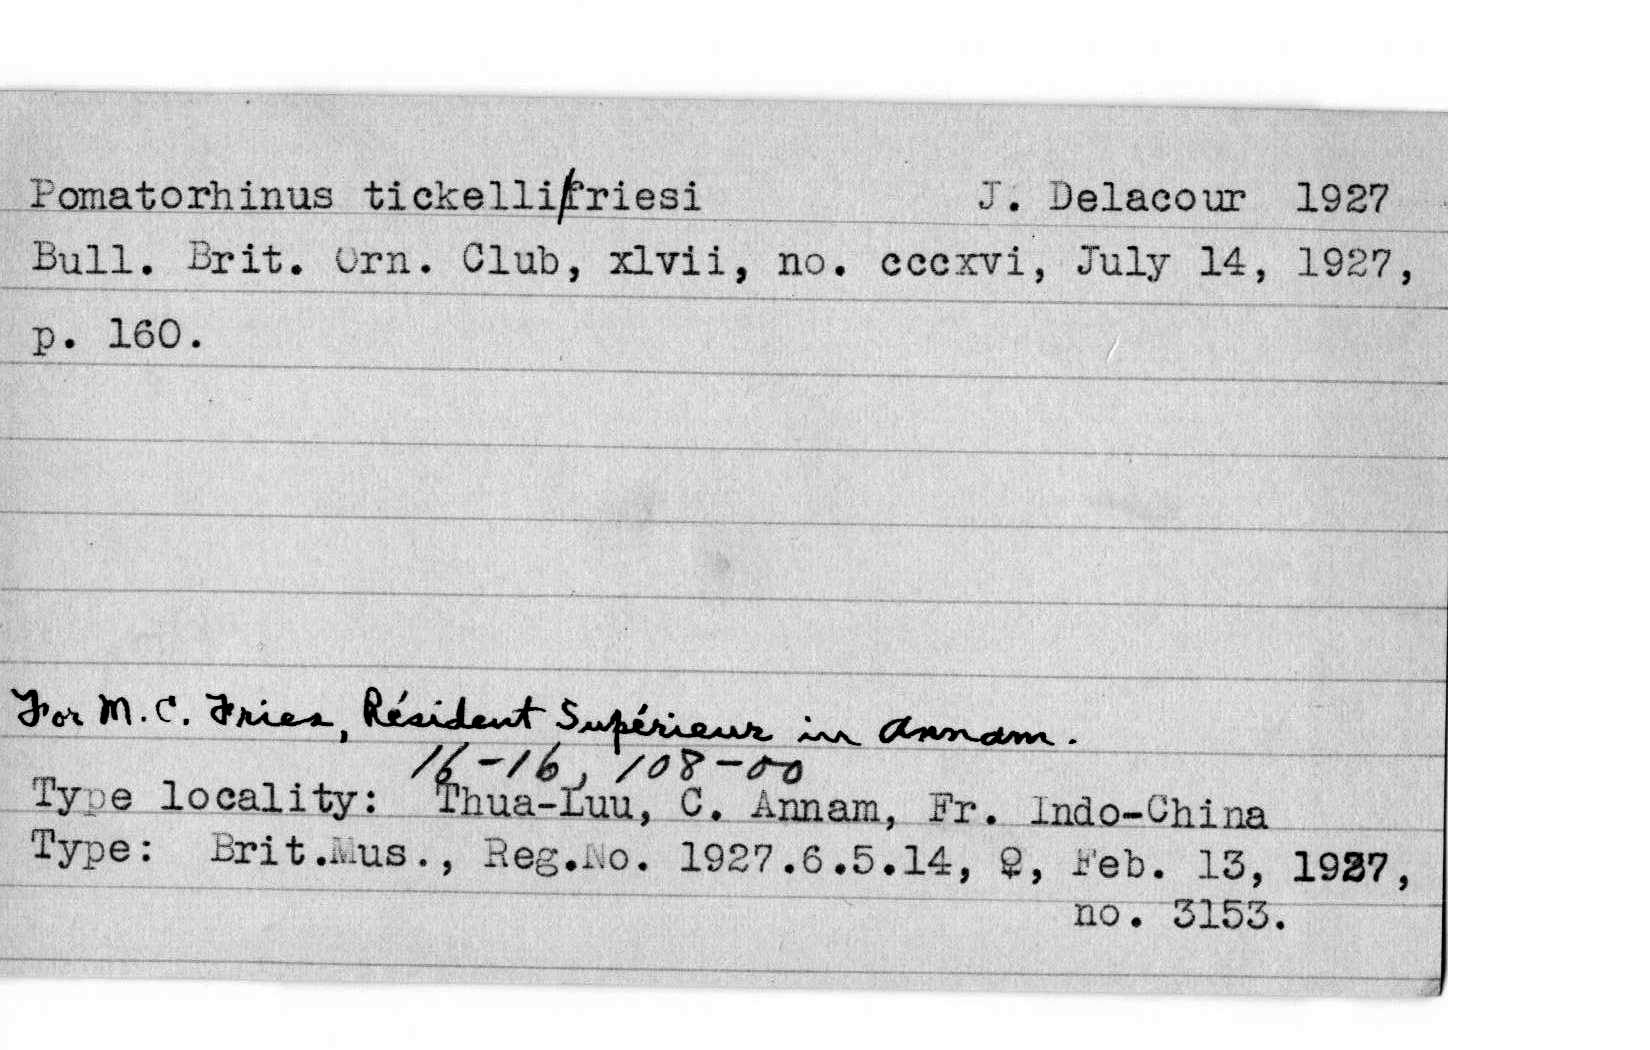 Pomatorhinus tickelli/friesi J. Delacour 1927
Bull. Brit. Orn. Club, xlvii, no. cccxvi, July 14, 1927,
p. 160.
For M. C. Fries, Résident Supérieur in Annam.
16-16, 108-00
Type locality: Thua-Luu, C. Annam, Fr. Indo-China
Type: Brit.Mus., Reg.No. 1927.6.5.14, ♀, Feb. 13, 1927,
no. 3153.